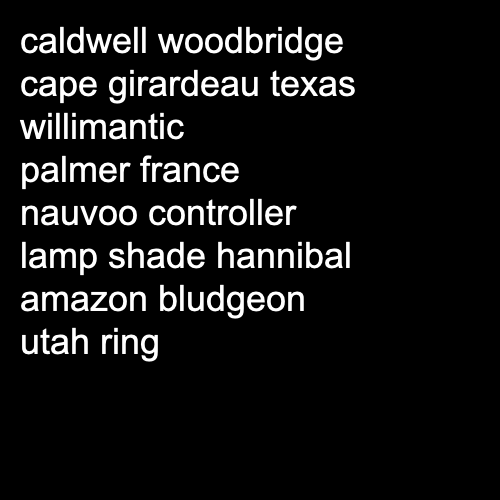 caldwell woodbridge
cape girardeau texas
willimantic
palmer france
nauvoo controller
lamp shade hannibal
amazon bludgeon
utah ring